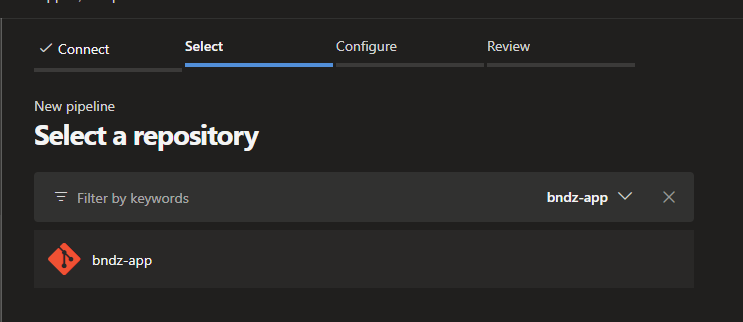 Connect
Select
Configure
Review
New pipeline
Select a repository
Filter by keywords
bndz-app
bndz-app